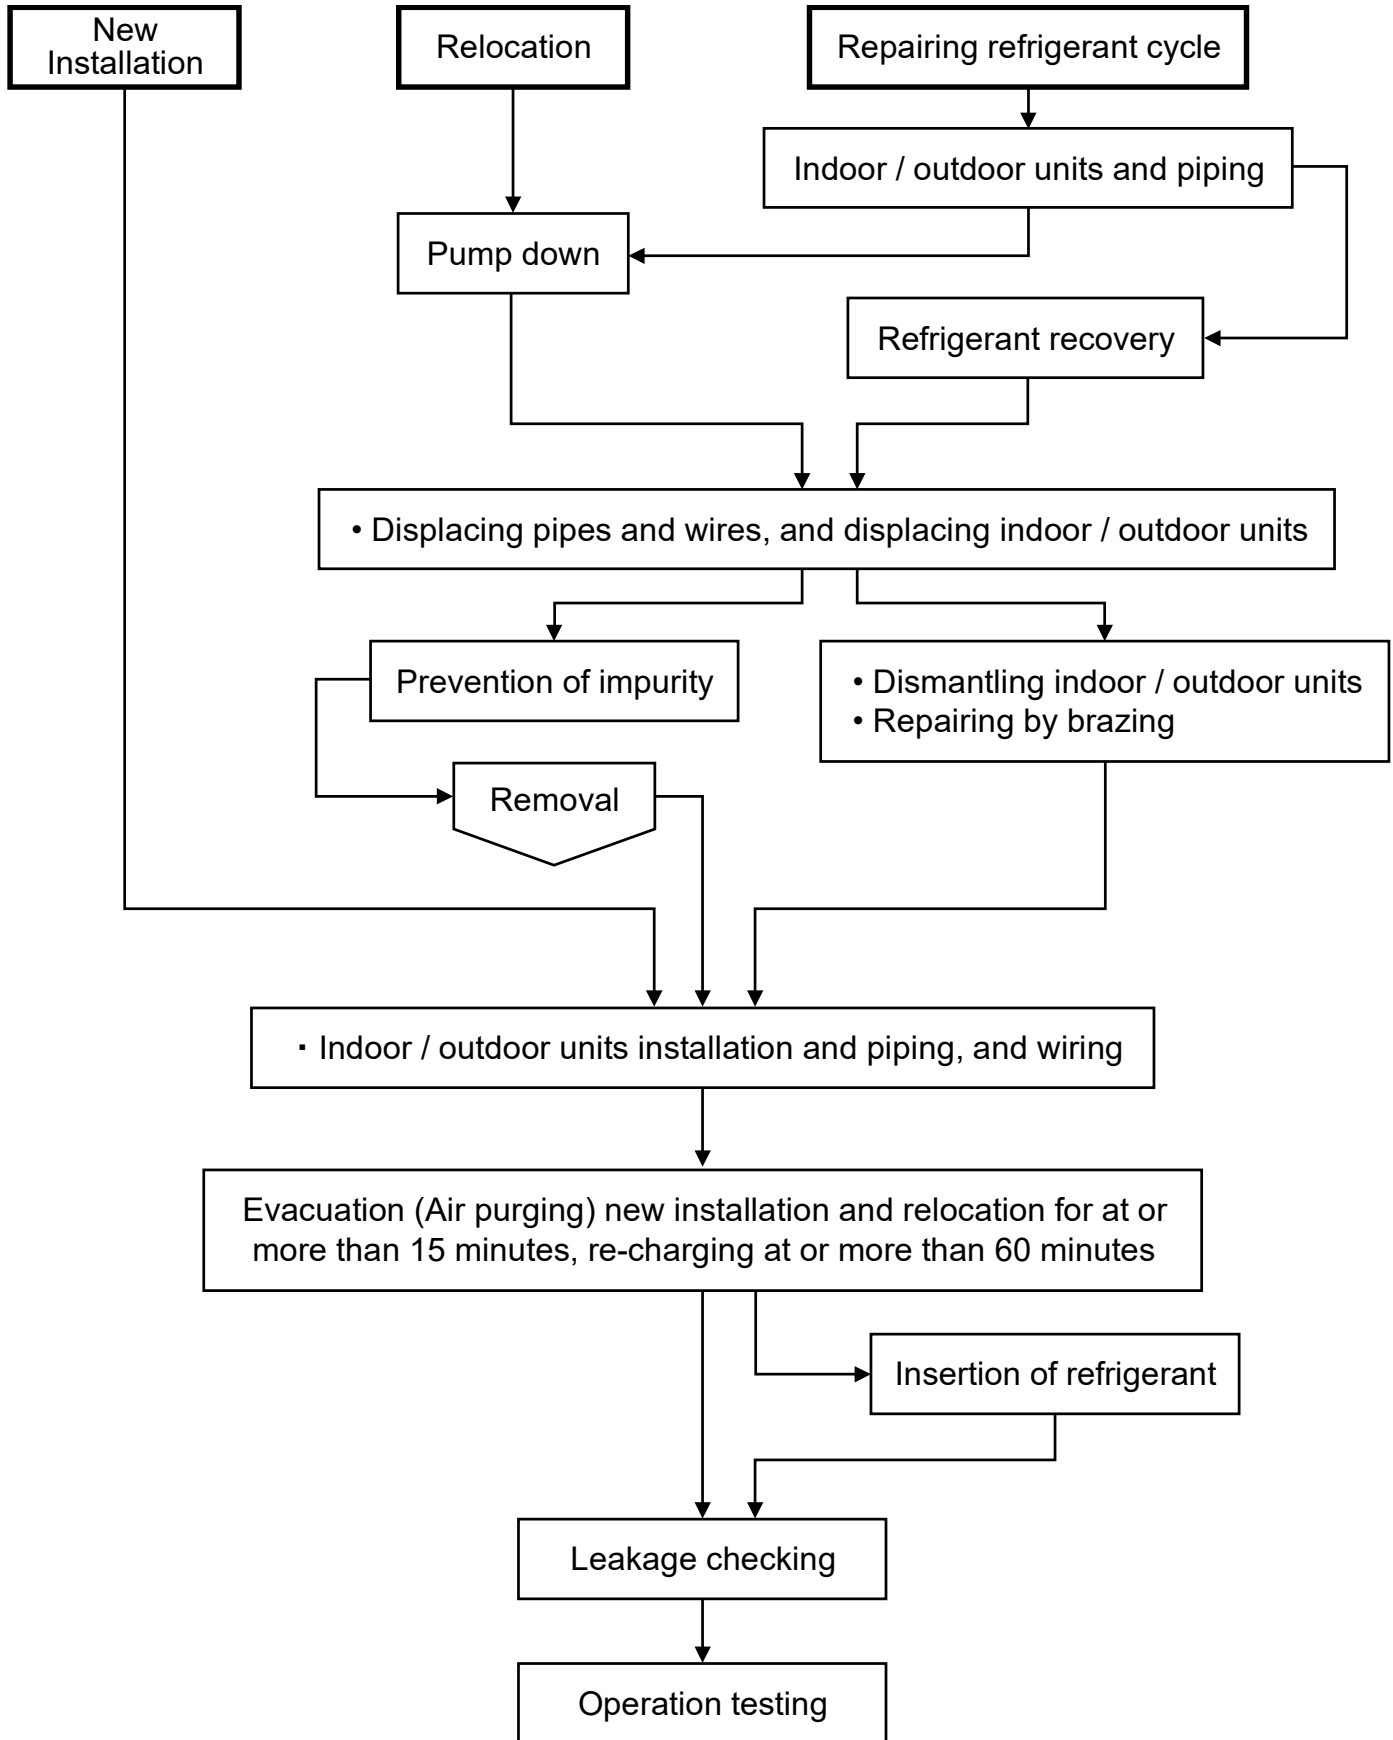 New
Installation
Relocation
Repairing refrigerant cycle
Indoor / outdoor units and piping
Pump down
Refrigerant recovery
• Displacing pipes and wires, and displacing indoor / outdoor units
Prevention of impurity
• Dismantling indoor / outdoor units
• Repairing by brazing
Removal
・Indoor / outdoor units installation and piping, and wiring
Evacuation (Air purging) new installation and relocation for at or
more than 15 minutes, re-charging at or more than 60 minutes
Insertion of refrigerant
Leakage checking
Operation testing